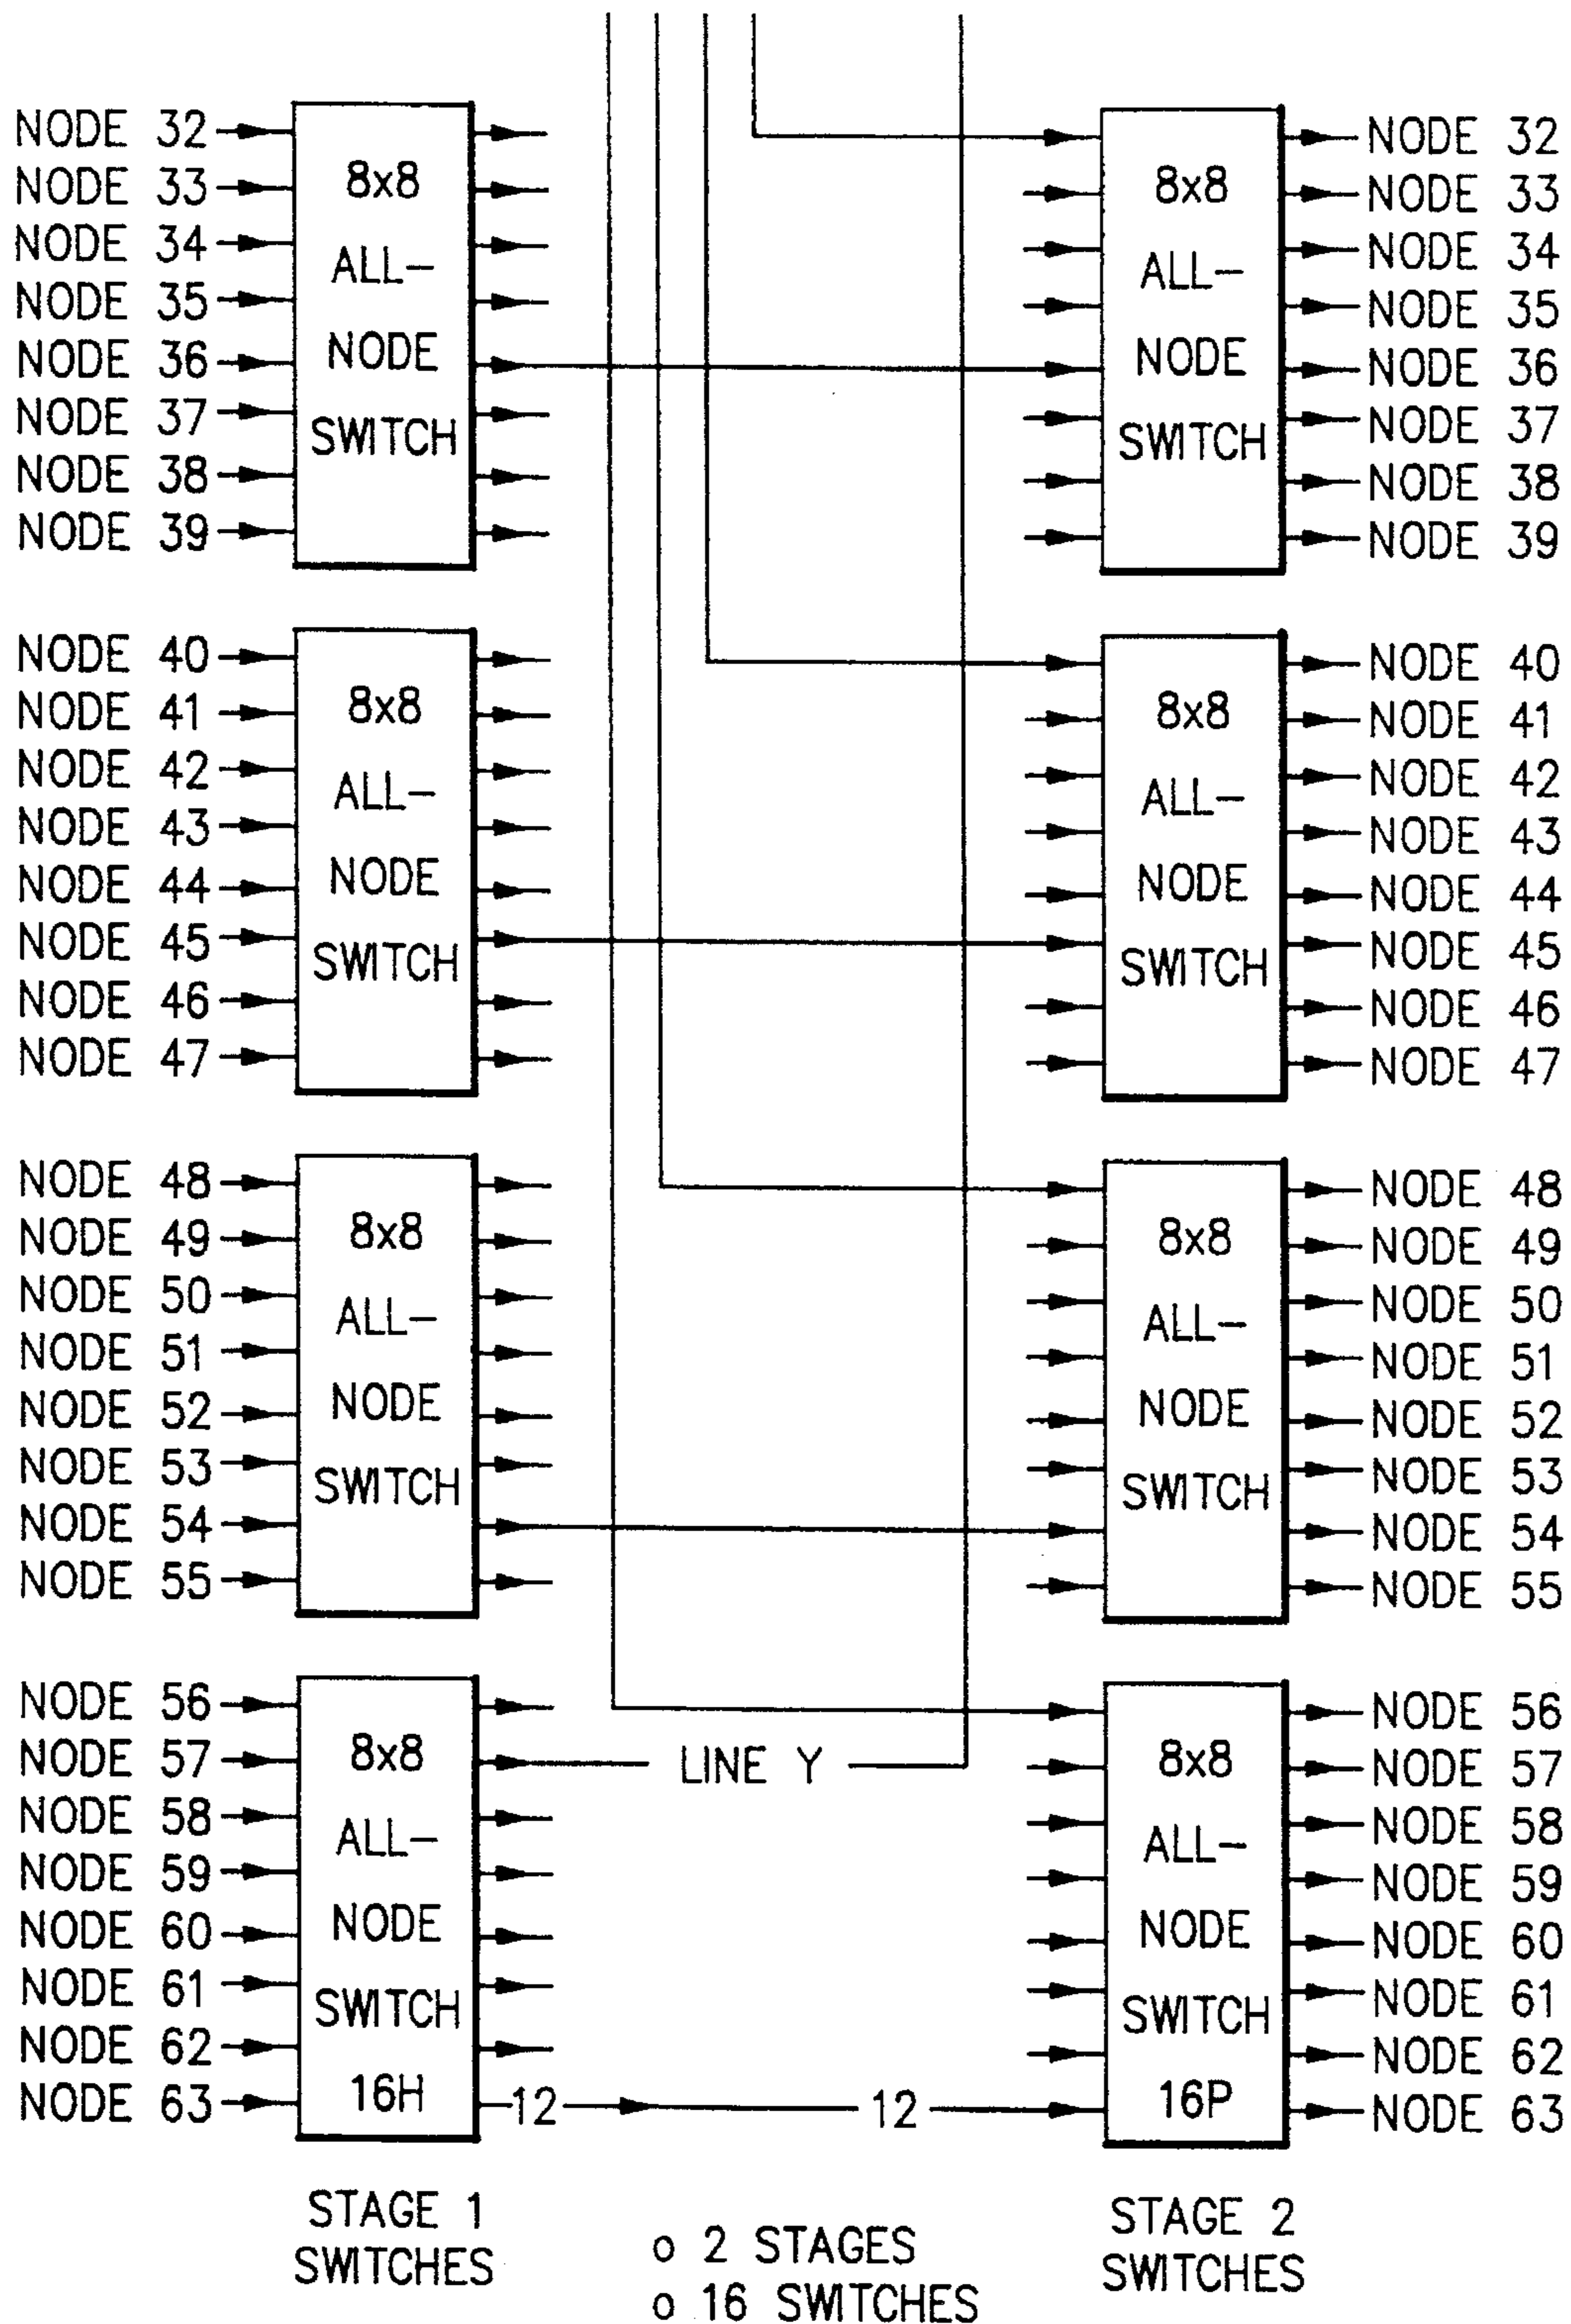 NODE 32
NODE 33
NODE 34
NODE 35
NODE 36
NODE 37
NODE 38
NODE 39
8x8
ALL-
NODE
SWITCH
8x8
ALL-
NODE
SWITCH
NODE 32
NODE 33
NODE 34
NODE 35
NODE 36
NODE 37
NODE 38
NODE 39
NODE 40
NODE 41
NODE 42
NODE 43
NODE 44
NODE 45
NODE 46
NODE 47
8x8
ALL-
NODE
SWITCH
8x8
ALL-
NODE
SWITCH
NODE 40
NODE 41
NODE 42
NODE 43
NODE 44
NODE 45
NODE 46
NODE 47
NODE 48
NODE 49
NODE 50
NODE 51
NODE 52
NODE 53
NODE 54
NODE 55
8x8
ALL-
NODE
SWITCH
8x8
ALL-
NODE
SWITCH
NODE 48
NODE 49
NODE 50
NODE 51
NODE 52
NODE 53
NODE 54
NODE 55
NODE 56
NODE 57
NODE 58
NODE 59
NODE 60
NODE 61
NODE 62
NODE 63
8x8
ALL-
NODE
SWITCH
16H
LINE Y
12
12
8x8
ALL-
NODE
SWITCH
16P
NODE 56
NODE 57
NODE 58
NODE 59
NODE 60
NODE 61
NODE 62
NODE 63
STAGE 1
SWITCHES
o 2 STAGES
o 16 SWITCHES
STAGE 2
SWITCHES